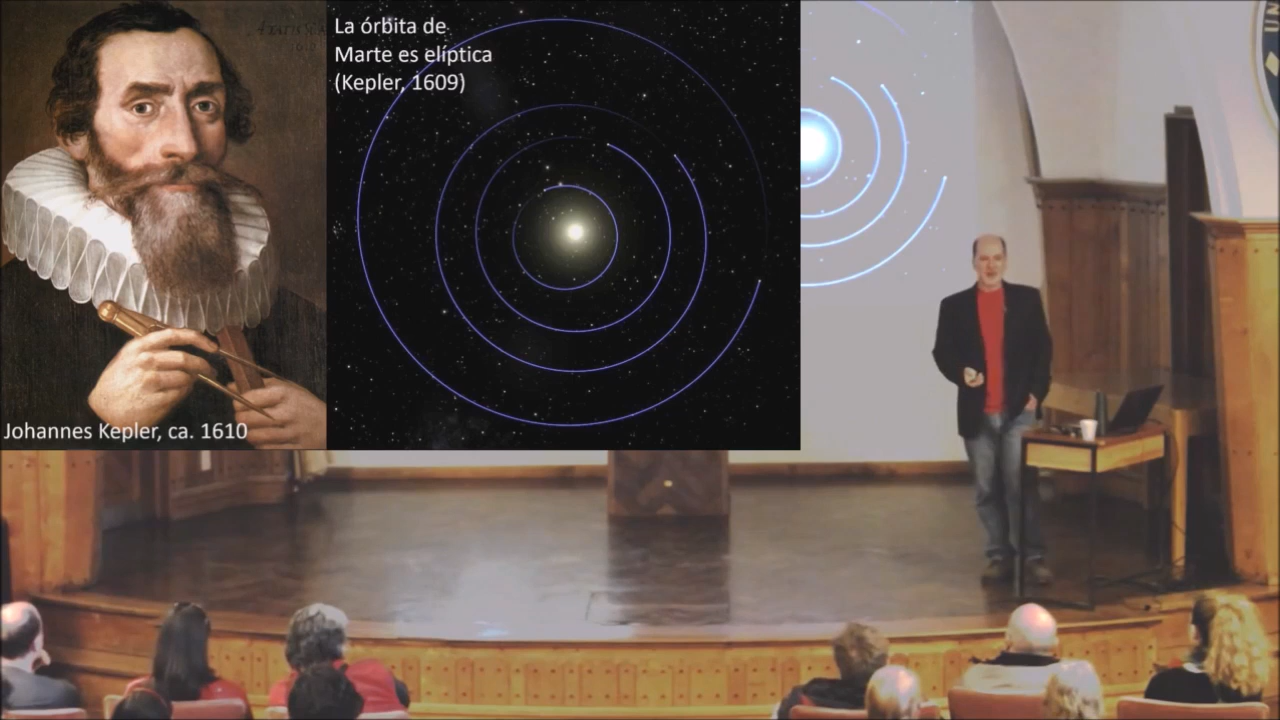 La órbita de
Marte es elíptica
(Kepler, 1609)
Johannes Kepler, ca. 1610